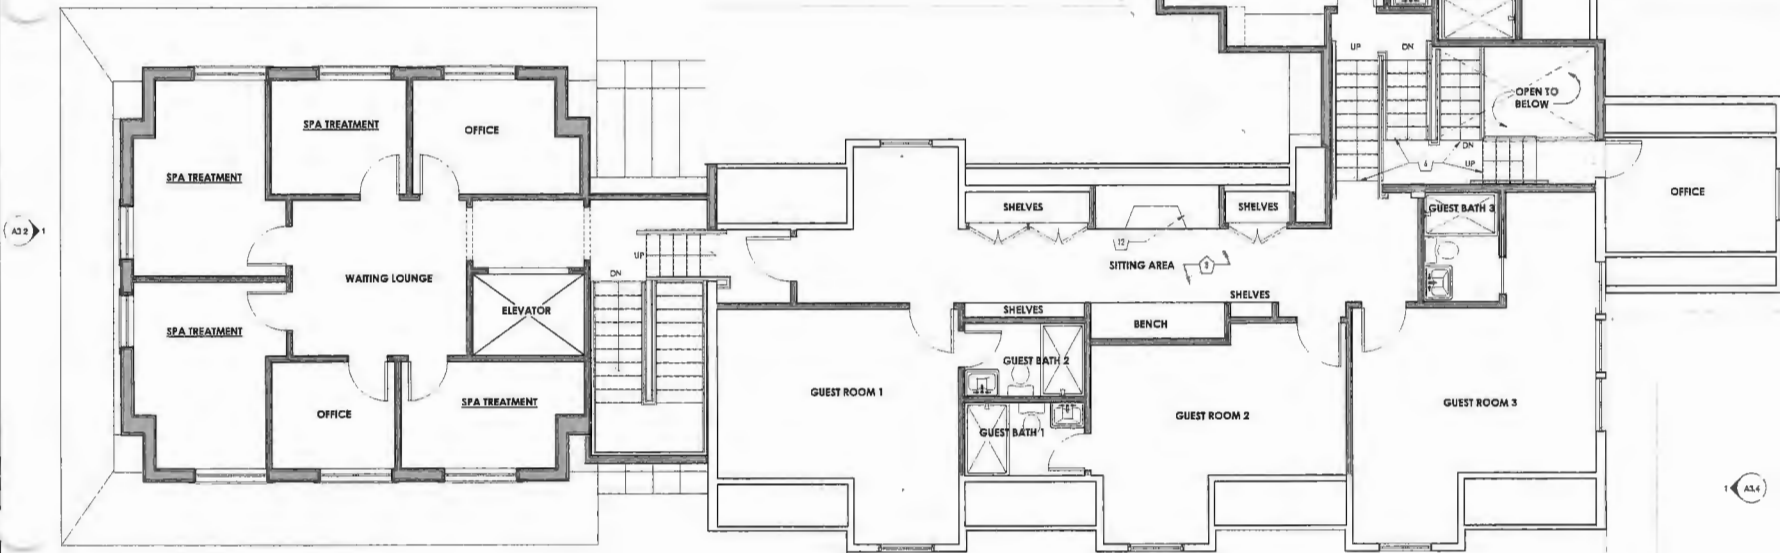 UP
DN
OPEN TO
BELOW
SPA TREATMENT
OFFICE
DN
UP
6
SPA TREATMENT
OFFICE
SHELVES
SHELVES
GUEST BATH 3
A3.2
1
12
UP
SITTING AREA
3
DN
WAITING LOUNGE
SHELVES
ELEVATOR
SHELVES
BENCH
SPA TREATMENT
GUEST BATH 2
GUEST ROOM 1
SPA TREATMENT
GUEST ROOM 3
OFFICE
GUEST ROOM 2
GUEST BATH 1
1
A3.4